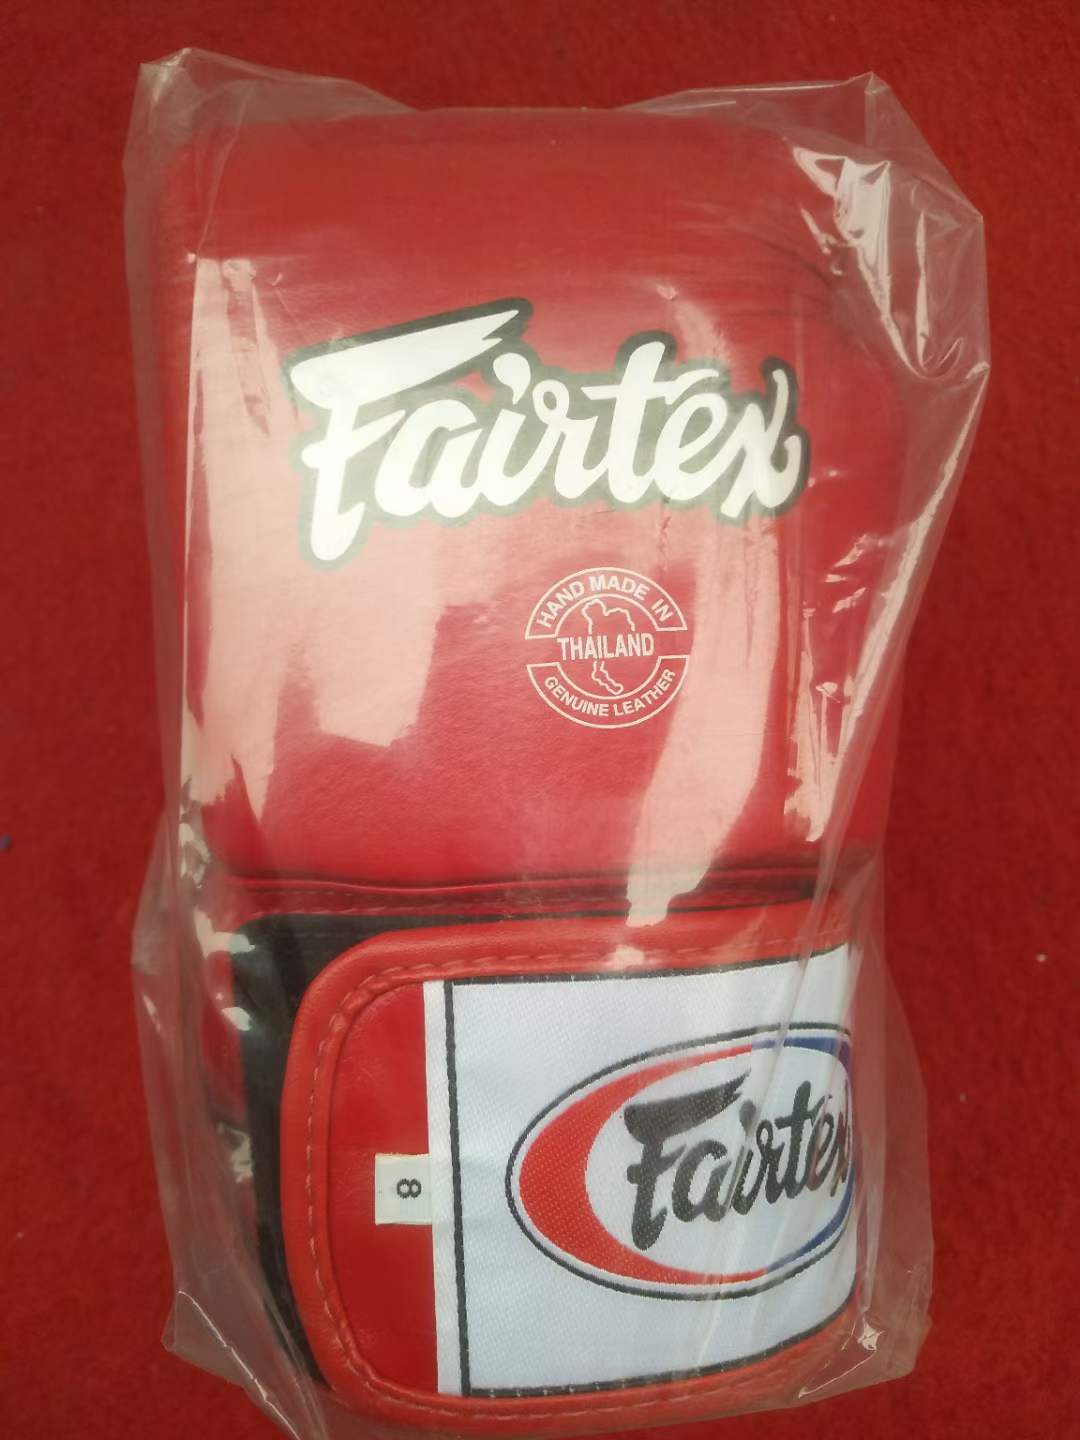 Fairtex
HAND MADE IN
THAILAND
GENUINE LEATHER
8
Fairtex